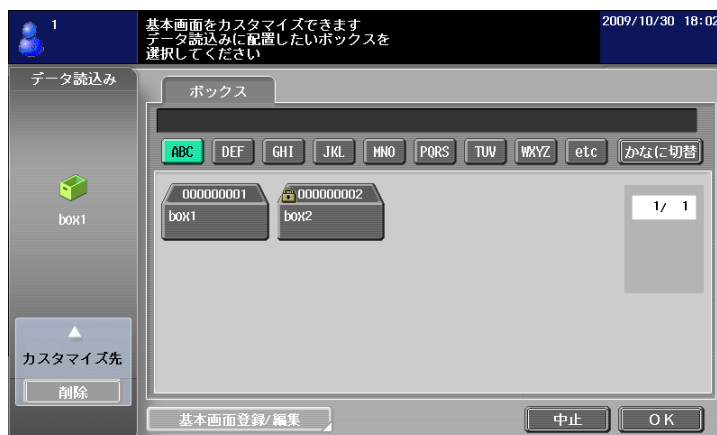 1
基本画面をカスタマイズできます
データ読込みに配置したいボックスを
選択してください
2009/10/30 18:02
データ読込み
ボックス
ABC DEF GHI JKL MNO PQRS TUV WXYZ etc かなに切替
000000001 000000002
box1 box2
1/ 1
box1
カスタマイズ先
削除
基本画面登録/編集 中止 OK